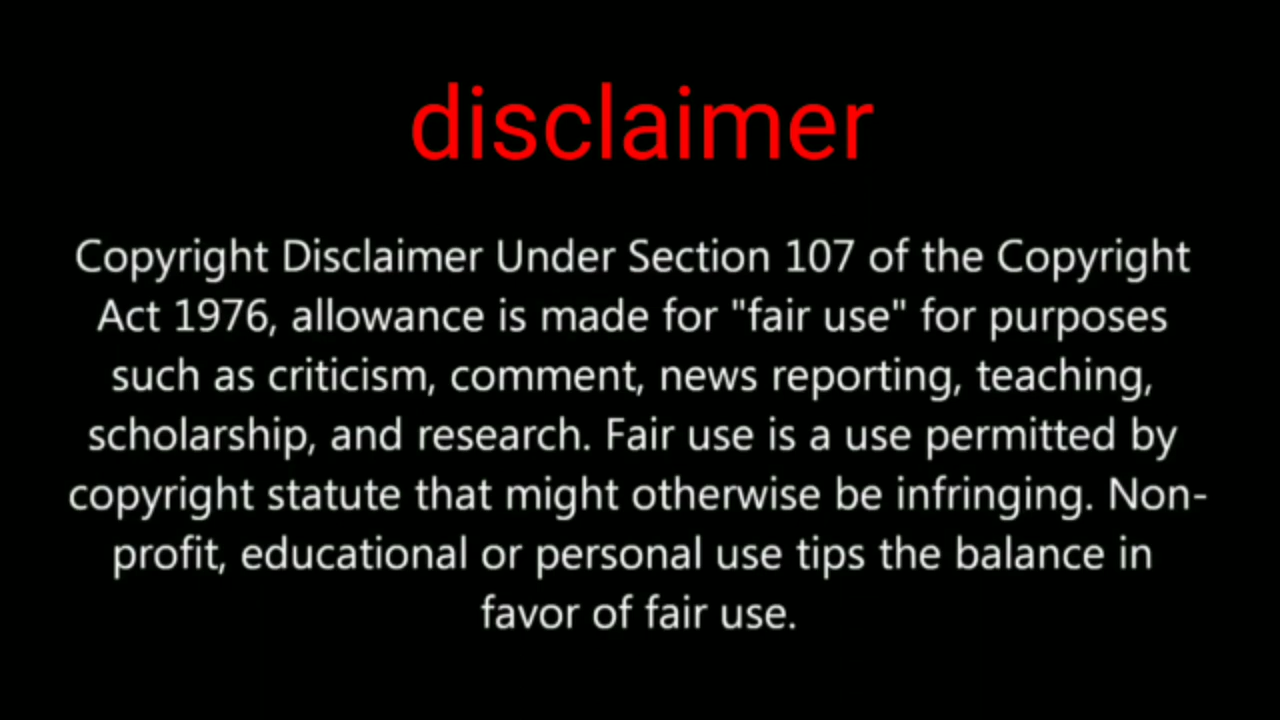 disclaimer
Copyright Disclaimer Under Section 107 of the Copyright
Act 1976, allowance is made for "fair use" for purposes
such as criticism, comment, news reporting, teaching,
scholarship, and research. Fair use is a use permitted by
copyright statute that might otherwise be infringing. Non-
profit, educational or personal use tips the balance in
favor of fair use.